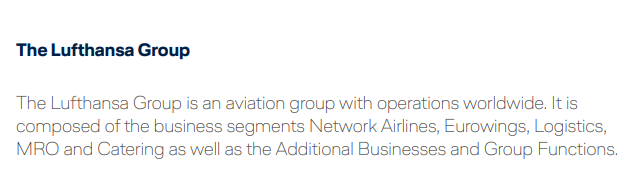 The Lufthansa Group
The Lufthansa Group is an aviation group with operations worldwide. It is
composed of the business segments Network Airlines, Eurowings, Logistics,
MRO and Catering as well as the Additional Businesses and Group Functions.